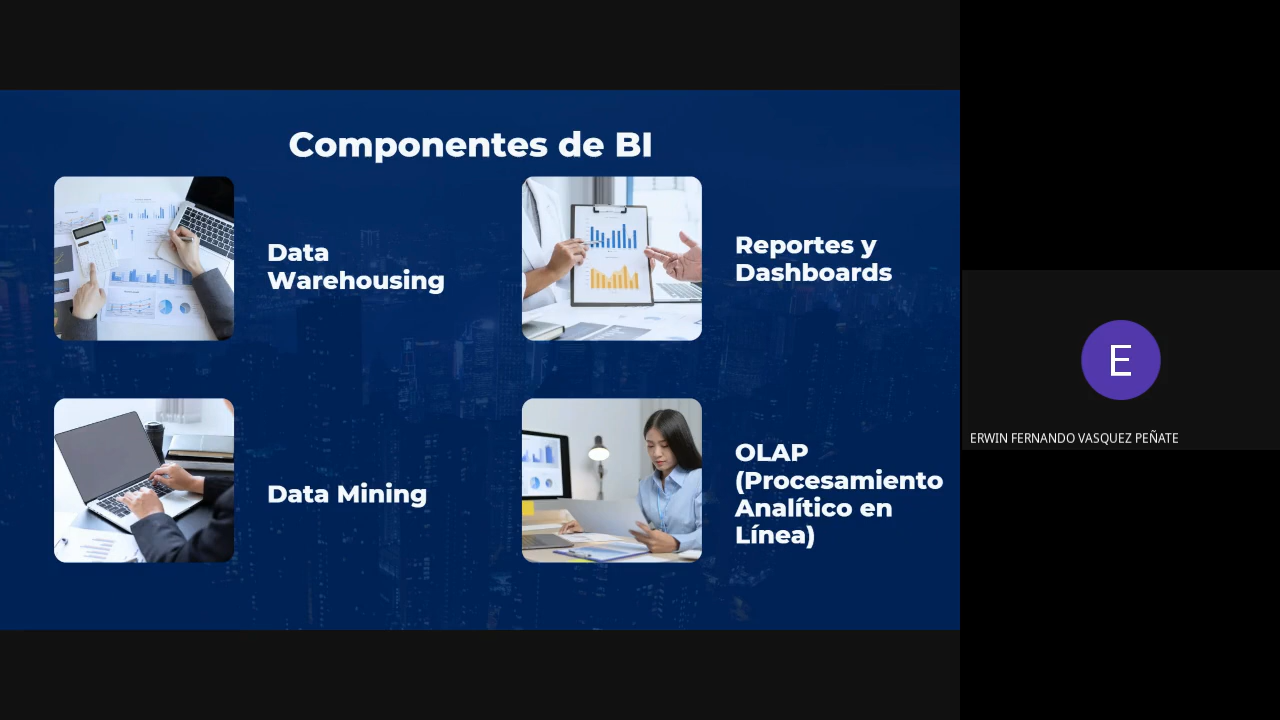 Componentes de BI
Data
Warehousing
Reportes y
Dashboards
Data Mining
OLAP
(Procesamiento
Analítico en
Línea)
E
ERWIN FERNANDO VASQUEZ PEÑATE